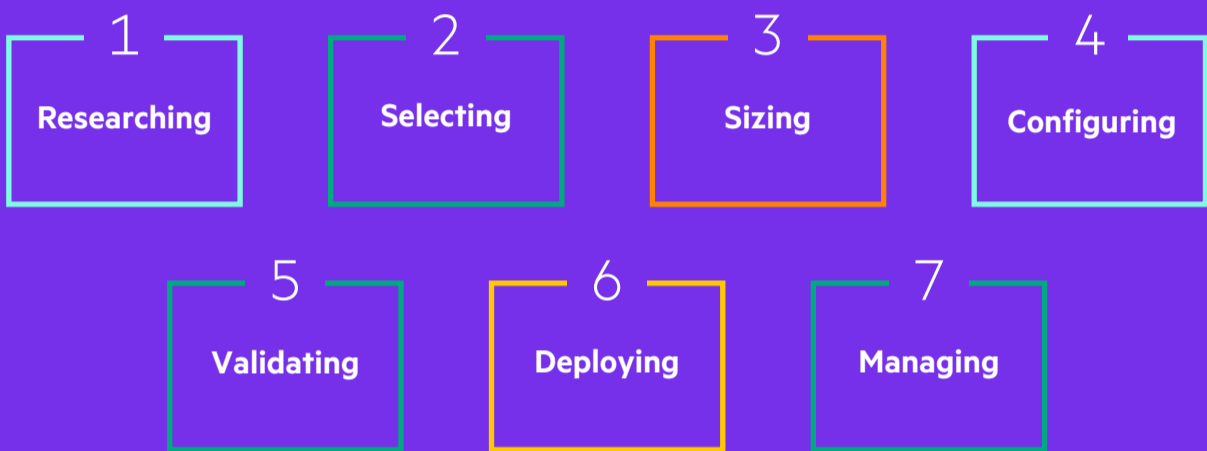 1
Researching
2
Selecting
3
Sizing
4
Configuring
5
Validating
6
Deploying
7
Managing